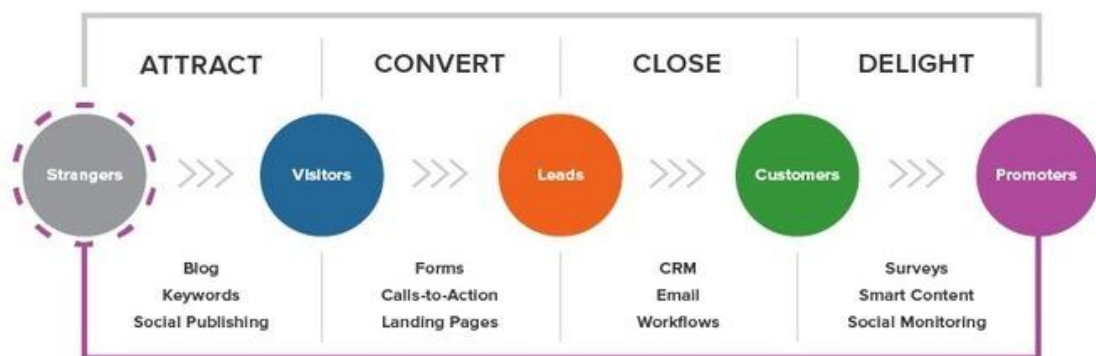 ATTRACT
CONVERT
CLOSE
DELIGHT
Strangers
Visitors
Leads
Customers
Promoters
Blog
Keywords
Social Publishing
Forms
Calls-to-Action
Landing Pages
CRM
Email
Workflows
Surveys
Smart Content
Social Monitoring